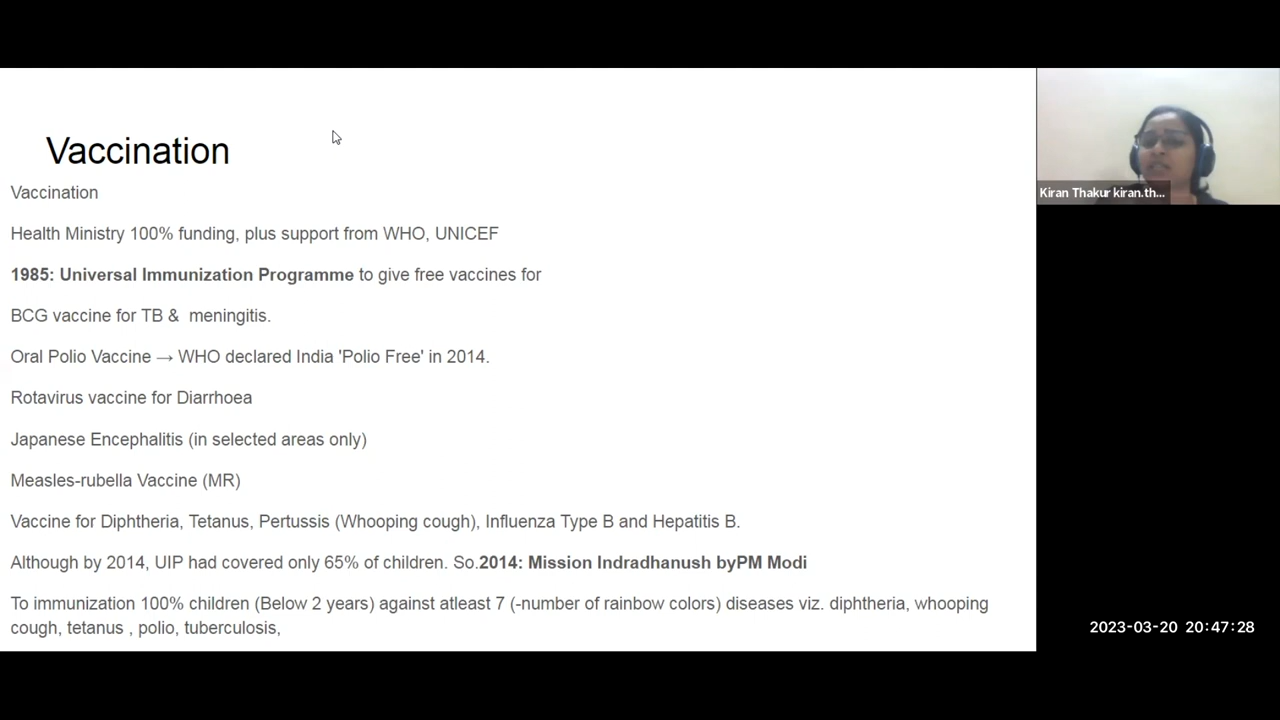 Vaccination
Vaccination
Health Ministry 100% funding, plus support from WHO, UNICEF
1985: Universal Immunization Programme to give free vaccines for
BCG vaccine for TB &  meningitis.
Oral Polio Vaccine → WHO declared India 'Polio Free' in 2014.
Rotavirus vaccine for Diarrhoea
Japanese Encephalitis (in selected areas only)
Measles-rubella Vaccine (MR)
Vaccine for Diphtheria, Tetanus, Pertussis (Whooping cough), Influenza Type B and Hepatitis B.
Although by 2014, UIP had covered only 65% of children. So.2014: Mission Indradhanush byPM Modi
To immunization 100% children (Below 2 years) against atleast 7 (-number of rainbow colors) diseases viz. diphtheria, whooping
cough, tetanus , polio, tuberculosis,
Kiran Thakur kiran.th...
2023-03-20 20:47:28